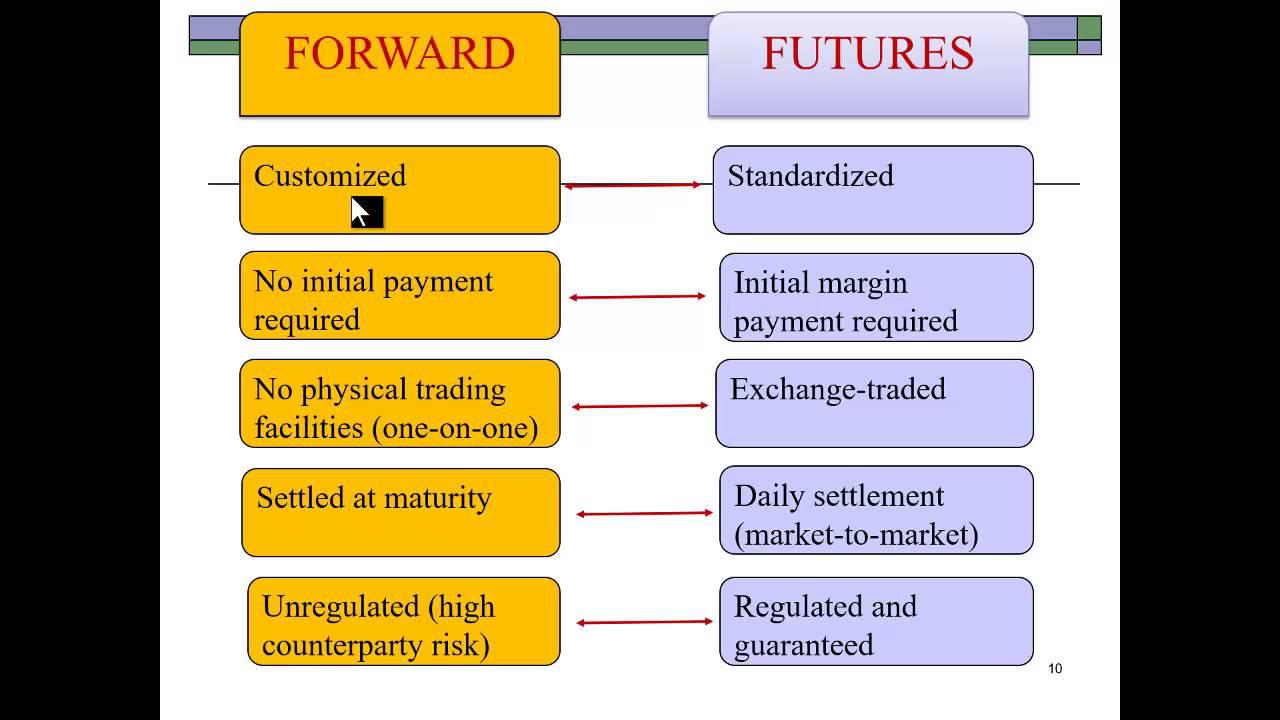 FORWARD
FUTURES
Customized
Standardized
No initial payment
required
Initial margin
payment required
No physical trading
facilities (one-on-one)
Exchange-traded
Settled at maturity
Daily settlement
(market-to-market)
Unregulated (high
counterparty risk)
Regulated and
guaranteed
10